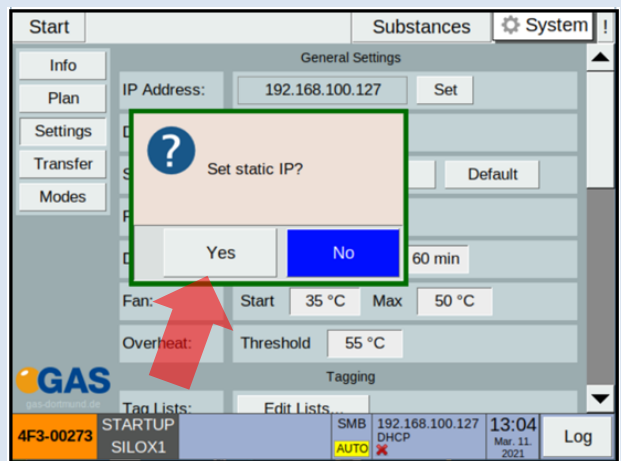 Start
Substances
System
!
Info
Plan
Settings
Transfer
Modes
General Settings
IP Address: 192.168.100.127 Set
?
Set static IP?
Default
Yes No
60 min
Fan: Start 35 °C Max 50 °C
Overheat: Threshold 55 °C
Tagging
Tag Lists: Edit Lists...
GAS
gas-dortmund.de
4F3-00273
STARTUP
SILOX1
SMB
AUTO
192.168.100.127
DHCP
13:04
Mar. 11.
2021
Log